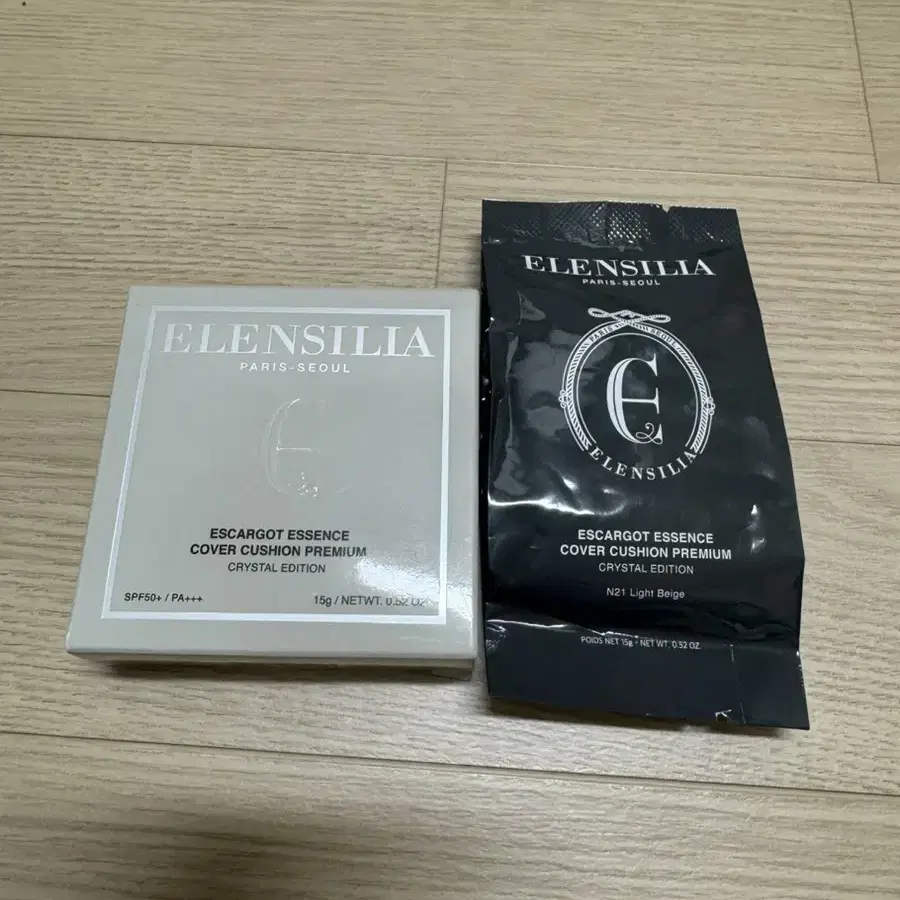 ELENSILIA
PARIS-SEOUL
E
ESCARGOT ESSENCE
COVER CUSHION PREMIUM
CRYSTAL EDITION
SPF50+ / PA+++
15g / NETWT. 0.52 OZ
ELENSILIA
PARIS-SEOUL
PARIS SEOUL
E
ELENSILIA
ESCARGOT ESSENCE
COVER CUSHION PREMIUM
CRYSTAL EDITION
N21 Light Beige
POIDS NET 15g - NET WT. 0.52 OZ.